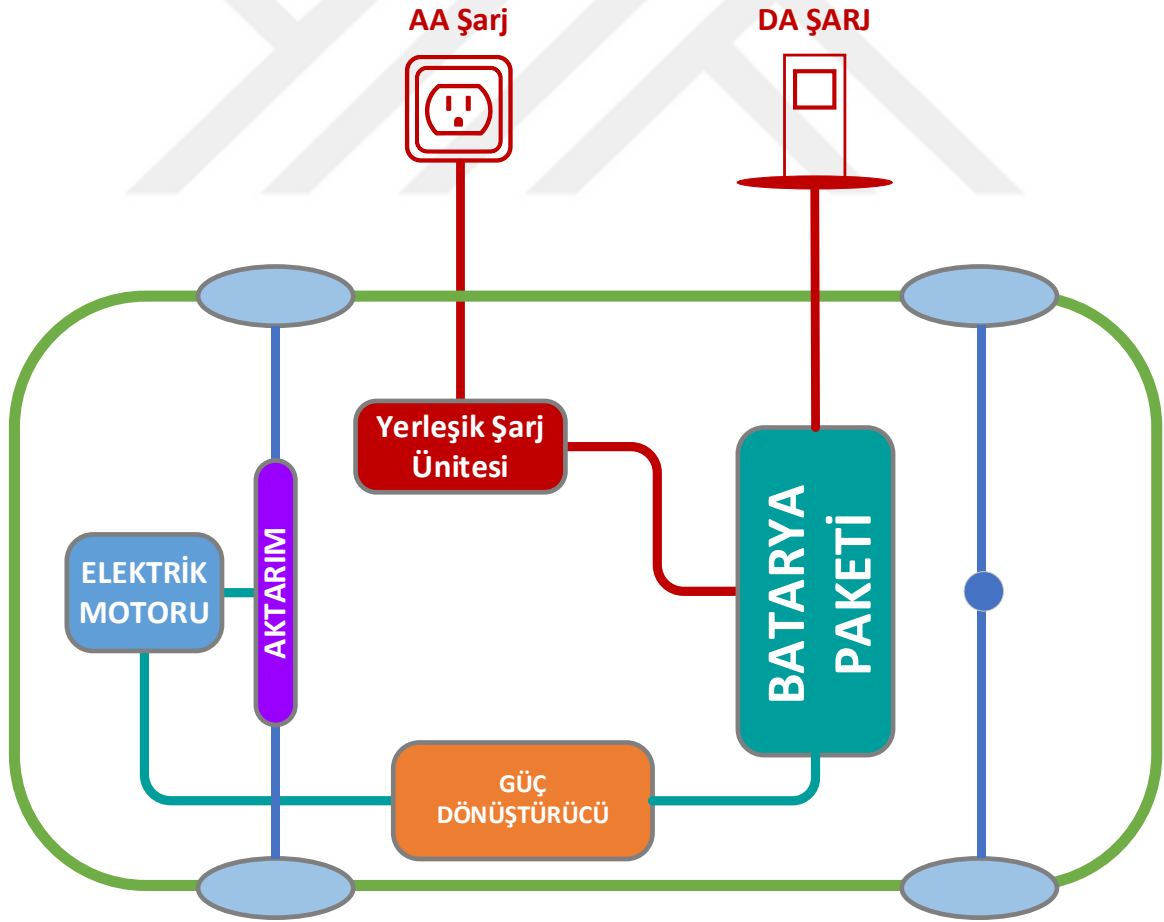 AA Şarj
DA ŞARJ
Yerleşik Şarj
Ünitesi
BATARYA
PAKETİ
ELEKTRİK
MOTORU
AKTARIM
GÜÇ
DÖNÜŞTÜRÜCÜ